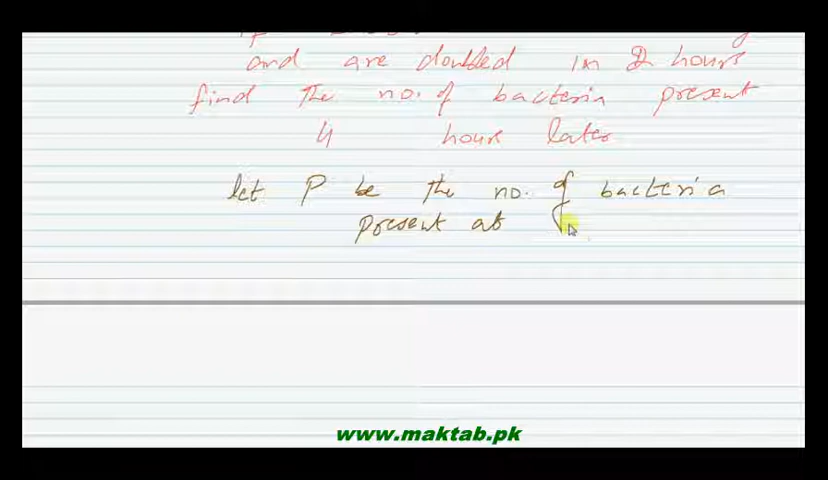 and are doubled in 2 hours
find the no. of bacteria present
4 hour later
let P be the no. of bacteria
present at
www.maktab.pk